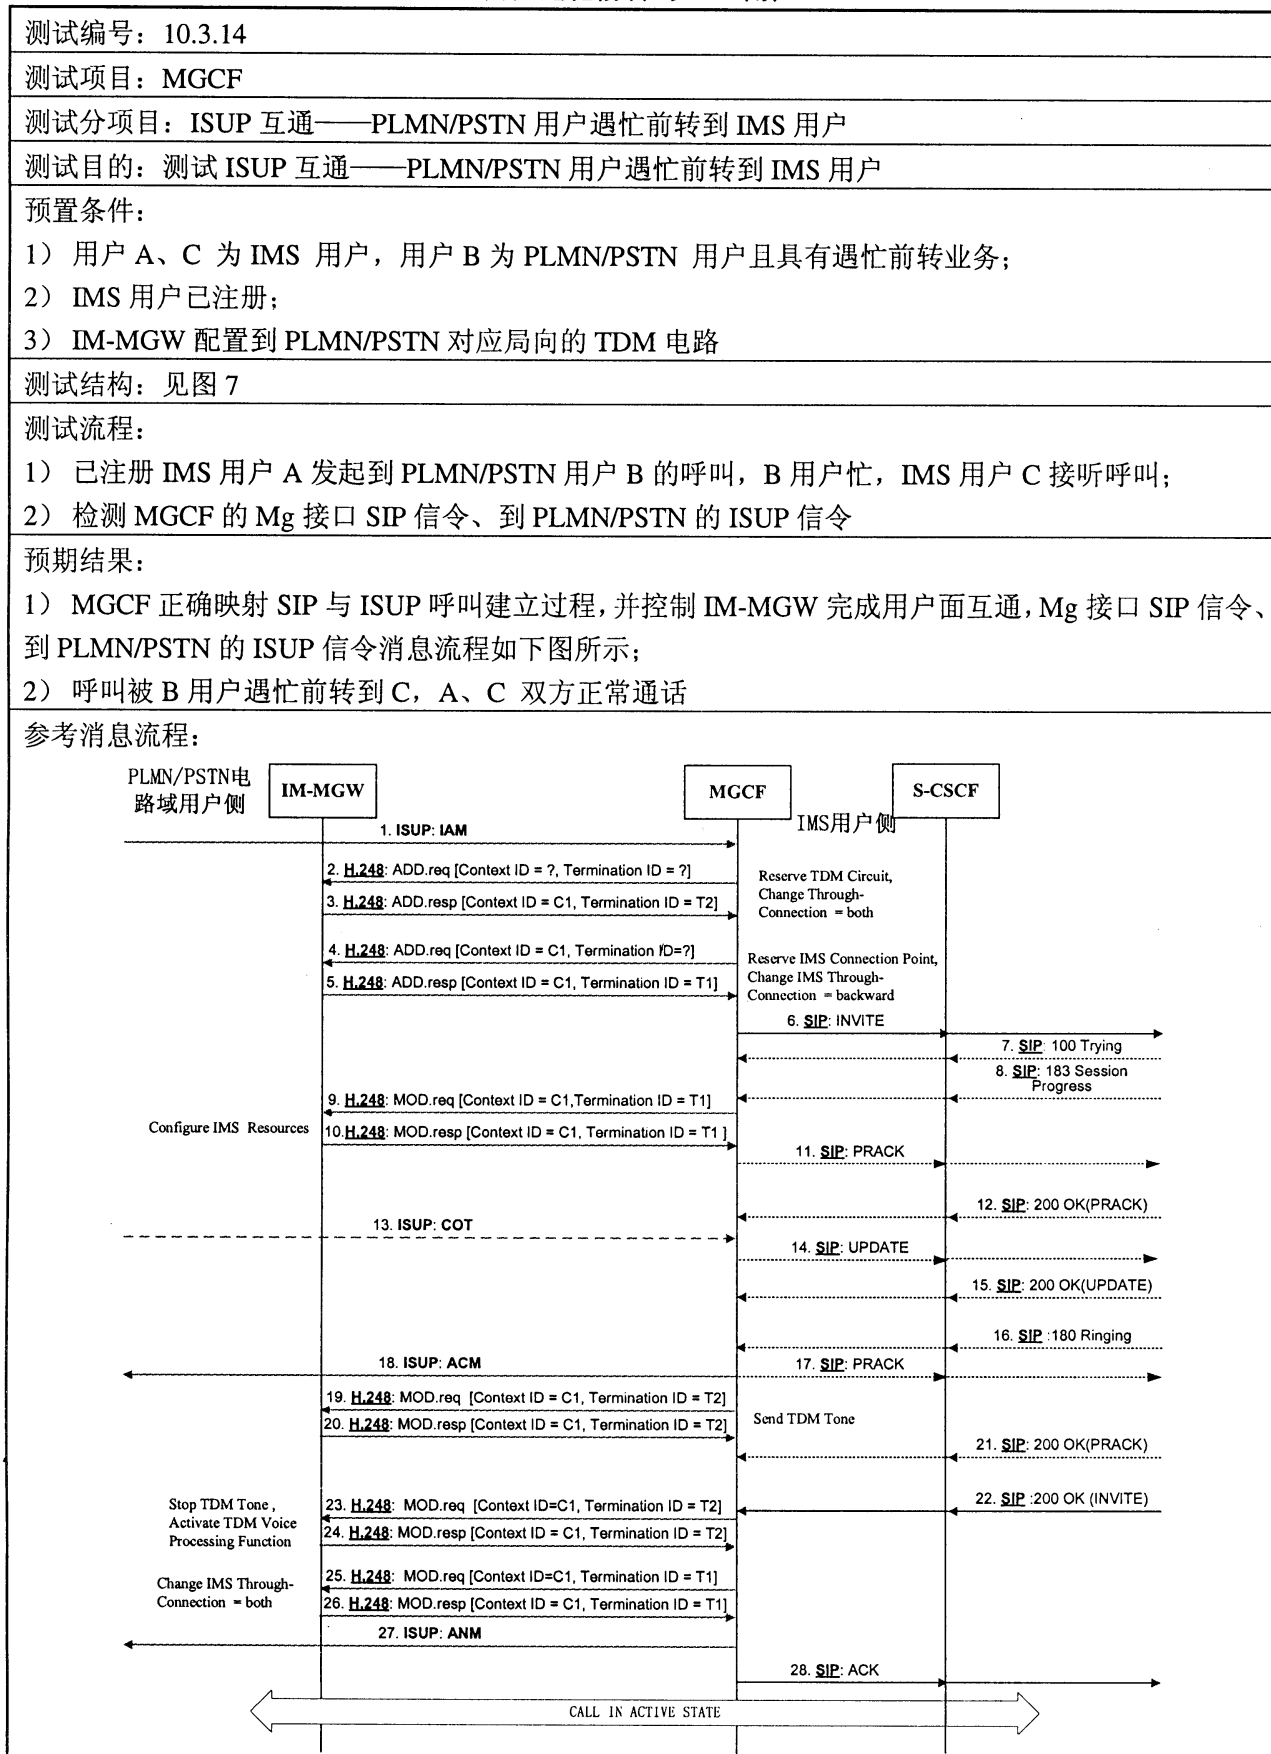 测试编号：10.3.14
测试项目：MGCF
测试分项目：ISUP 互通——PLMN/PSTN 用户遇忙前转到 IMS 用户
测试目的：测试 ISUP 互通——PLMN/PSTN 用户遇忙前转到 IMS 用户
预置条件：
1） 用户 A、C 为 IMS 用户，用户 B 为 PLMN/PSTN 用户且具有遇忙前转业务；
2） IMS 用户已注册；
3） IM-MGW 配置到 PLMN/PSTN 对应局向的 TDM 电路
测试结构：见图 7
测试流程：
1） 已注册 IMS 用户 A 发起到 PLMN/PSTN 用户 B 的呼叫，B 用户忙，IMS 用户 C 接听呼叫；
2） 检测 MGCF 的 Mg 接口 SIP 信令、到 PLMN/PSTN 的 ISUP 信令
预期结果：
1） MGCF 正确映射 SIP 与 ISUP 呼叫建立过程，并控制 IM-MGW 完成用户面互通，Mg 接口 SIP 信令、
到 PLMN/PSTN 的 ISUP 信令消息流程如下图所示；
2） 呼叫被 B 用户遇忙前转到 C，A、C 双方正常通话
参考消息流程：
PLMN/PSTN电
路域用户侧
IM-MGW
MGCF
S-CSCF
IMS用户侧
1. ISUP: IAM
2. H.248: ADD.req [Context ID = ?, Termination ID = ?]
3. H.248: ADD.resp [Context ID = C1, Termination ID = T2]
Reserve TDM Circuit,
Change Through-
Connection = both
4. H.248: ADD.req [Context ID = C1, Termination ID=?]
5. H.248: ADD.resp [Context ID = C1, Termination ID = T1]
Reserve IMS Connection Point,
Change IMS Through-
Connection = backward
6. SIP: INVITE
7. SIP: 100 Trying
8. SIP: 183 Session
Progress
9. H.248: MOD.req [Context ID = C1,Termination ID = T1]
Configure IMS Resources
10.H.248: MOD.resp [Context ID = C1, Termination ID = T1 ]
11. SIP: PRACK
12. SIP: 200 OK(PRACK)
13. ISUP: COT
14. SIP: UPDATE
15. SIP: 200 OK(UPDATE)
16. SIP :180 Ringing
18. ISUP: ACM
17. SIP: PRACK
19. H.248: MOD.req [Context ID = C1, Termination ID = T2]
20. H.248: MOD.resp [Context ID = C1, Termination ID = T2]
Send TDM Tone
21. SIP: 200 OK(PRACK)
22. SIP :200 OK (INVITE)
Stop TDM Tone ,
Activate TDM Voice
Processing Function
23. H.248: MOD.req [Context ID=C1, Termination ID = T2]
24. H.248: MOD.resp [Context ID = C1, Termination ID = T2]
Change IMS Through-
Connection = both
25. H.248: MOD.req [Context ID=C1, Termination ID = T1]
26. H.248: MOD.resp [Context ID = C1, Termination ID = T1]
27. ISUP: ANM
28. SIP: ACK
CALL IN ACTIVE STATE